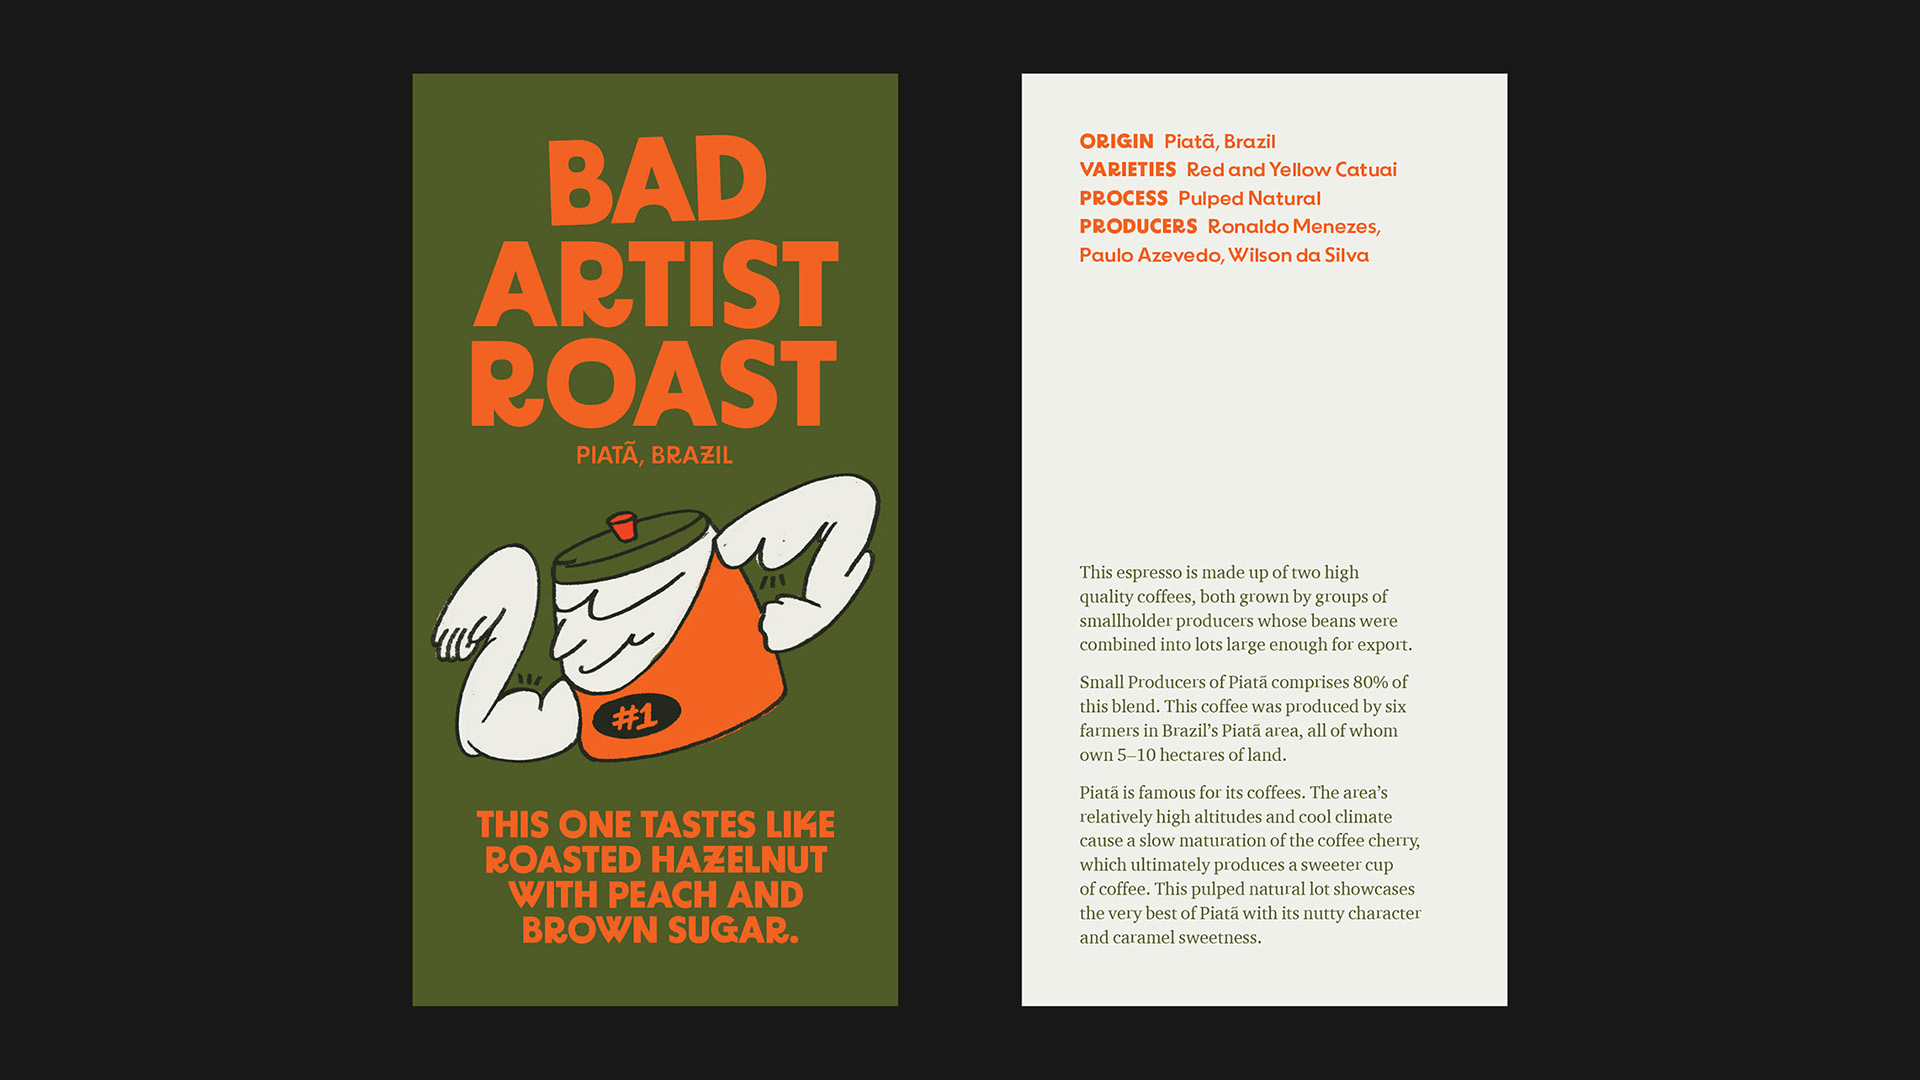 BAD
ARTIST
ROAST
PIATÃ, BRAZIL
#1
THIS ONE TASTES LIKE
ROASTED HAZELNUT
WITH PEACH AND
BROWN SUGAR.
ORIGIN Piatã, Brazil
VARIETIES Red and Yellow Catuai
PROCESS Pulped Natural
PRODUCERS Ronaldo Menezes,
Paulo Azevedo, Wilson da Silva
This espresso is made up of two high
quality coffees, both grown by groups of
smallholder producers whose beans were
combined into lots large enough for export.
Small Producers of Piatã comprises 80% of
this blend. This coffee was produced by six
farmers in Brazil’s Piatã area, all of whom
own 5–10 hectares of land.
Piatã is famous for its coffees. The area’s
relatively high altitudes and cool climate
cause a slow maturation of the coffee cherry,
which ultimately produces a sweeter cup
of coffee. This pulped natural lot showcases
the very best of Piatã with its nutty character
and caramel sweetness.